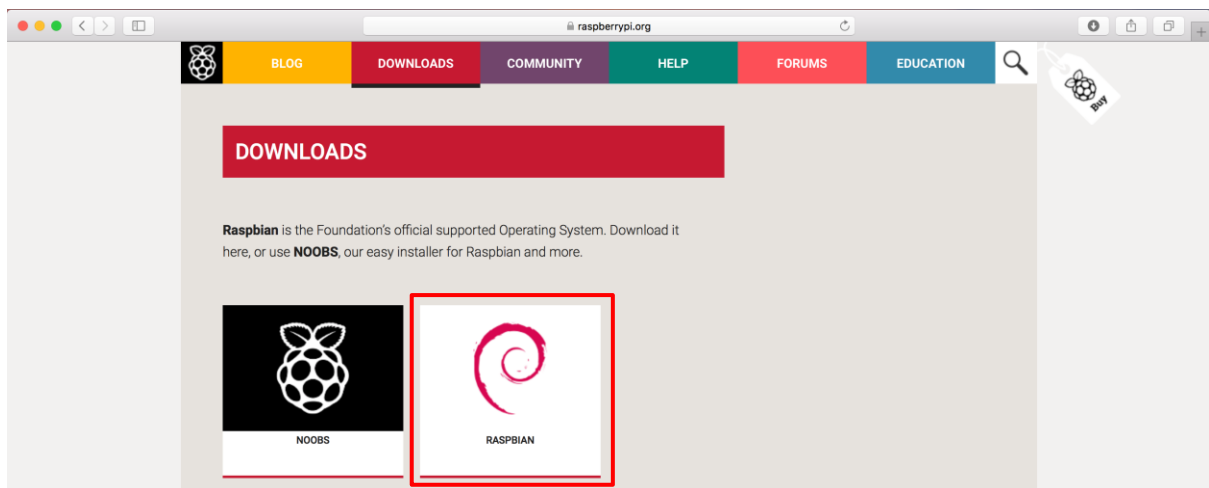 raspberrypi.org
BLOG DOWNLOADS COMMUNITY HELP FORUMS EDUCATION
Buy
DOWNLOADS
Raspbian is the Foundation's official supported Operating System. Download it
here, or use NOOBS, our easy installer for Raspbian and more.
NOOBS RASPBIAN